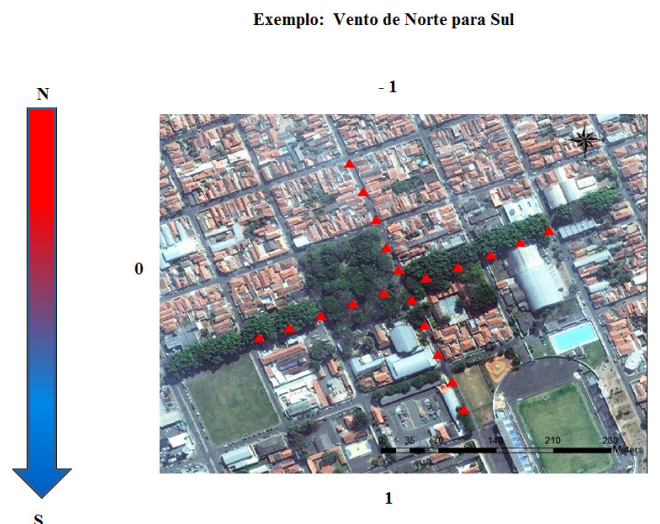 Exemplo: Vento de Norte para Sul
- 1
N
0
0 35 70 140 210 280
Meters
1
S